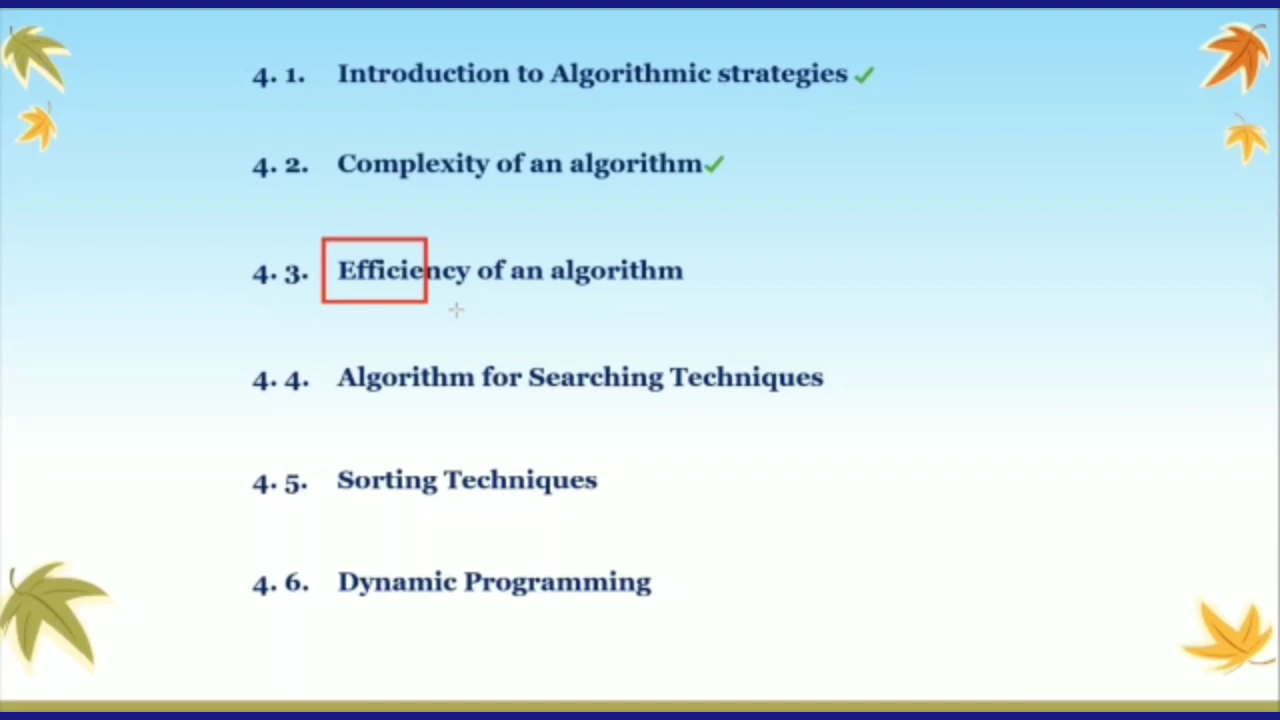 4. 1. Introduction to Algorithmic strategies ✓
4. 2. Complexity of an algorithm ✓
4. 3. Efficiency of an algorithm
4. 4. Algorithm for Searching Techniques
4. 5. Sorting Techniques
4. 6. Dynamic Programming